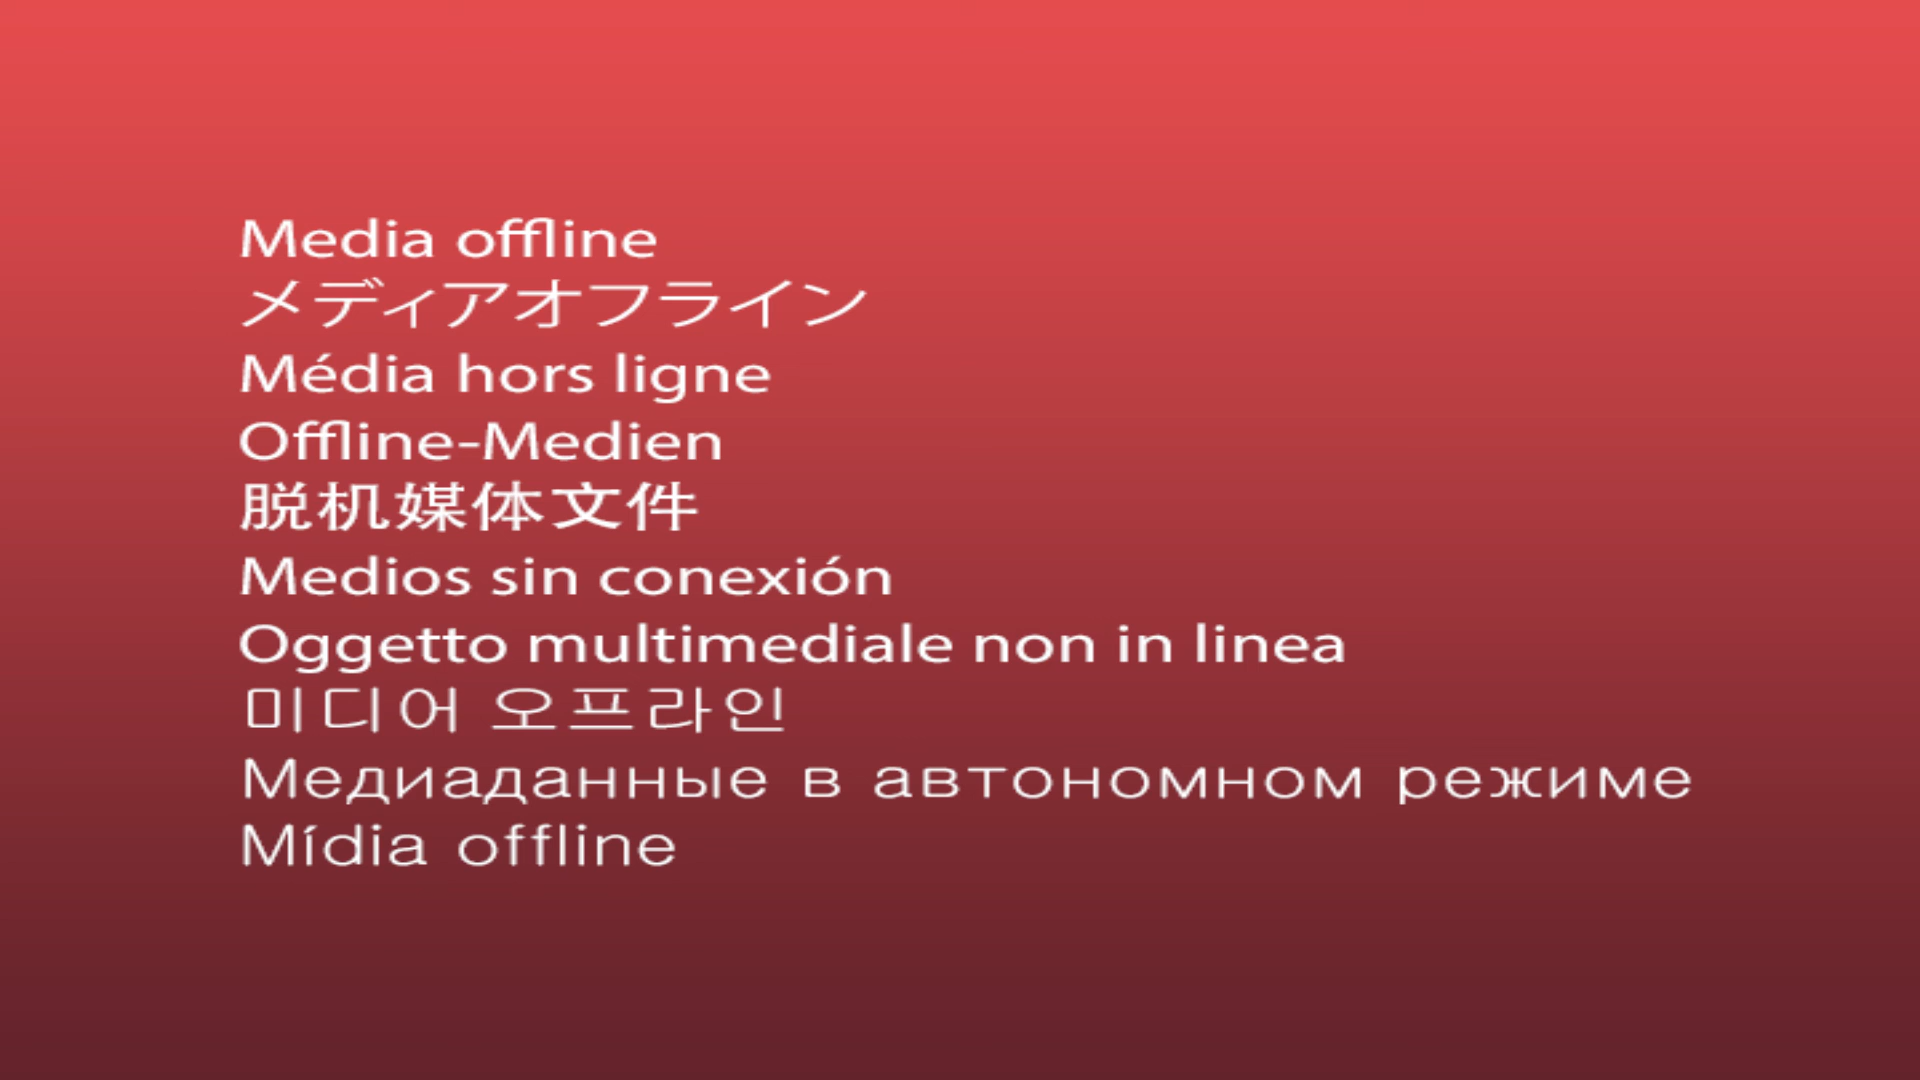 Media offline
メディアオフライン
Média hors ligne
Offline-Medien
脱机媒体文件
Medios sin conexión
Oggetto multimediale non in linea
미디어 오프라인
Медиаданные в автономном режиме
Mídia offline